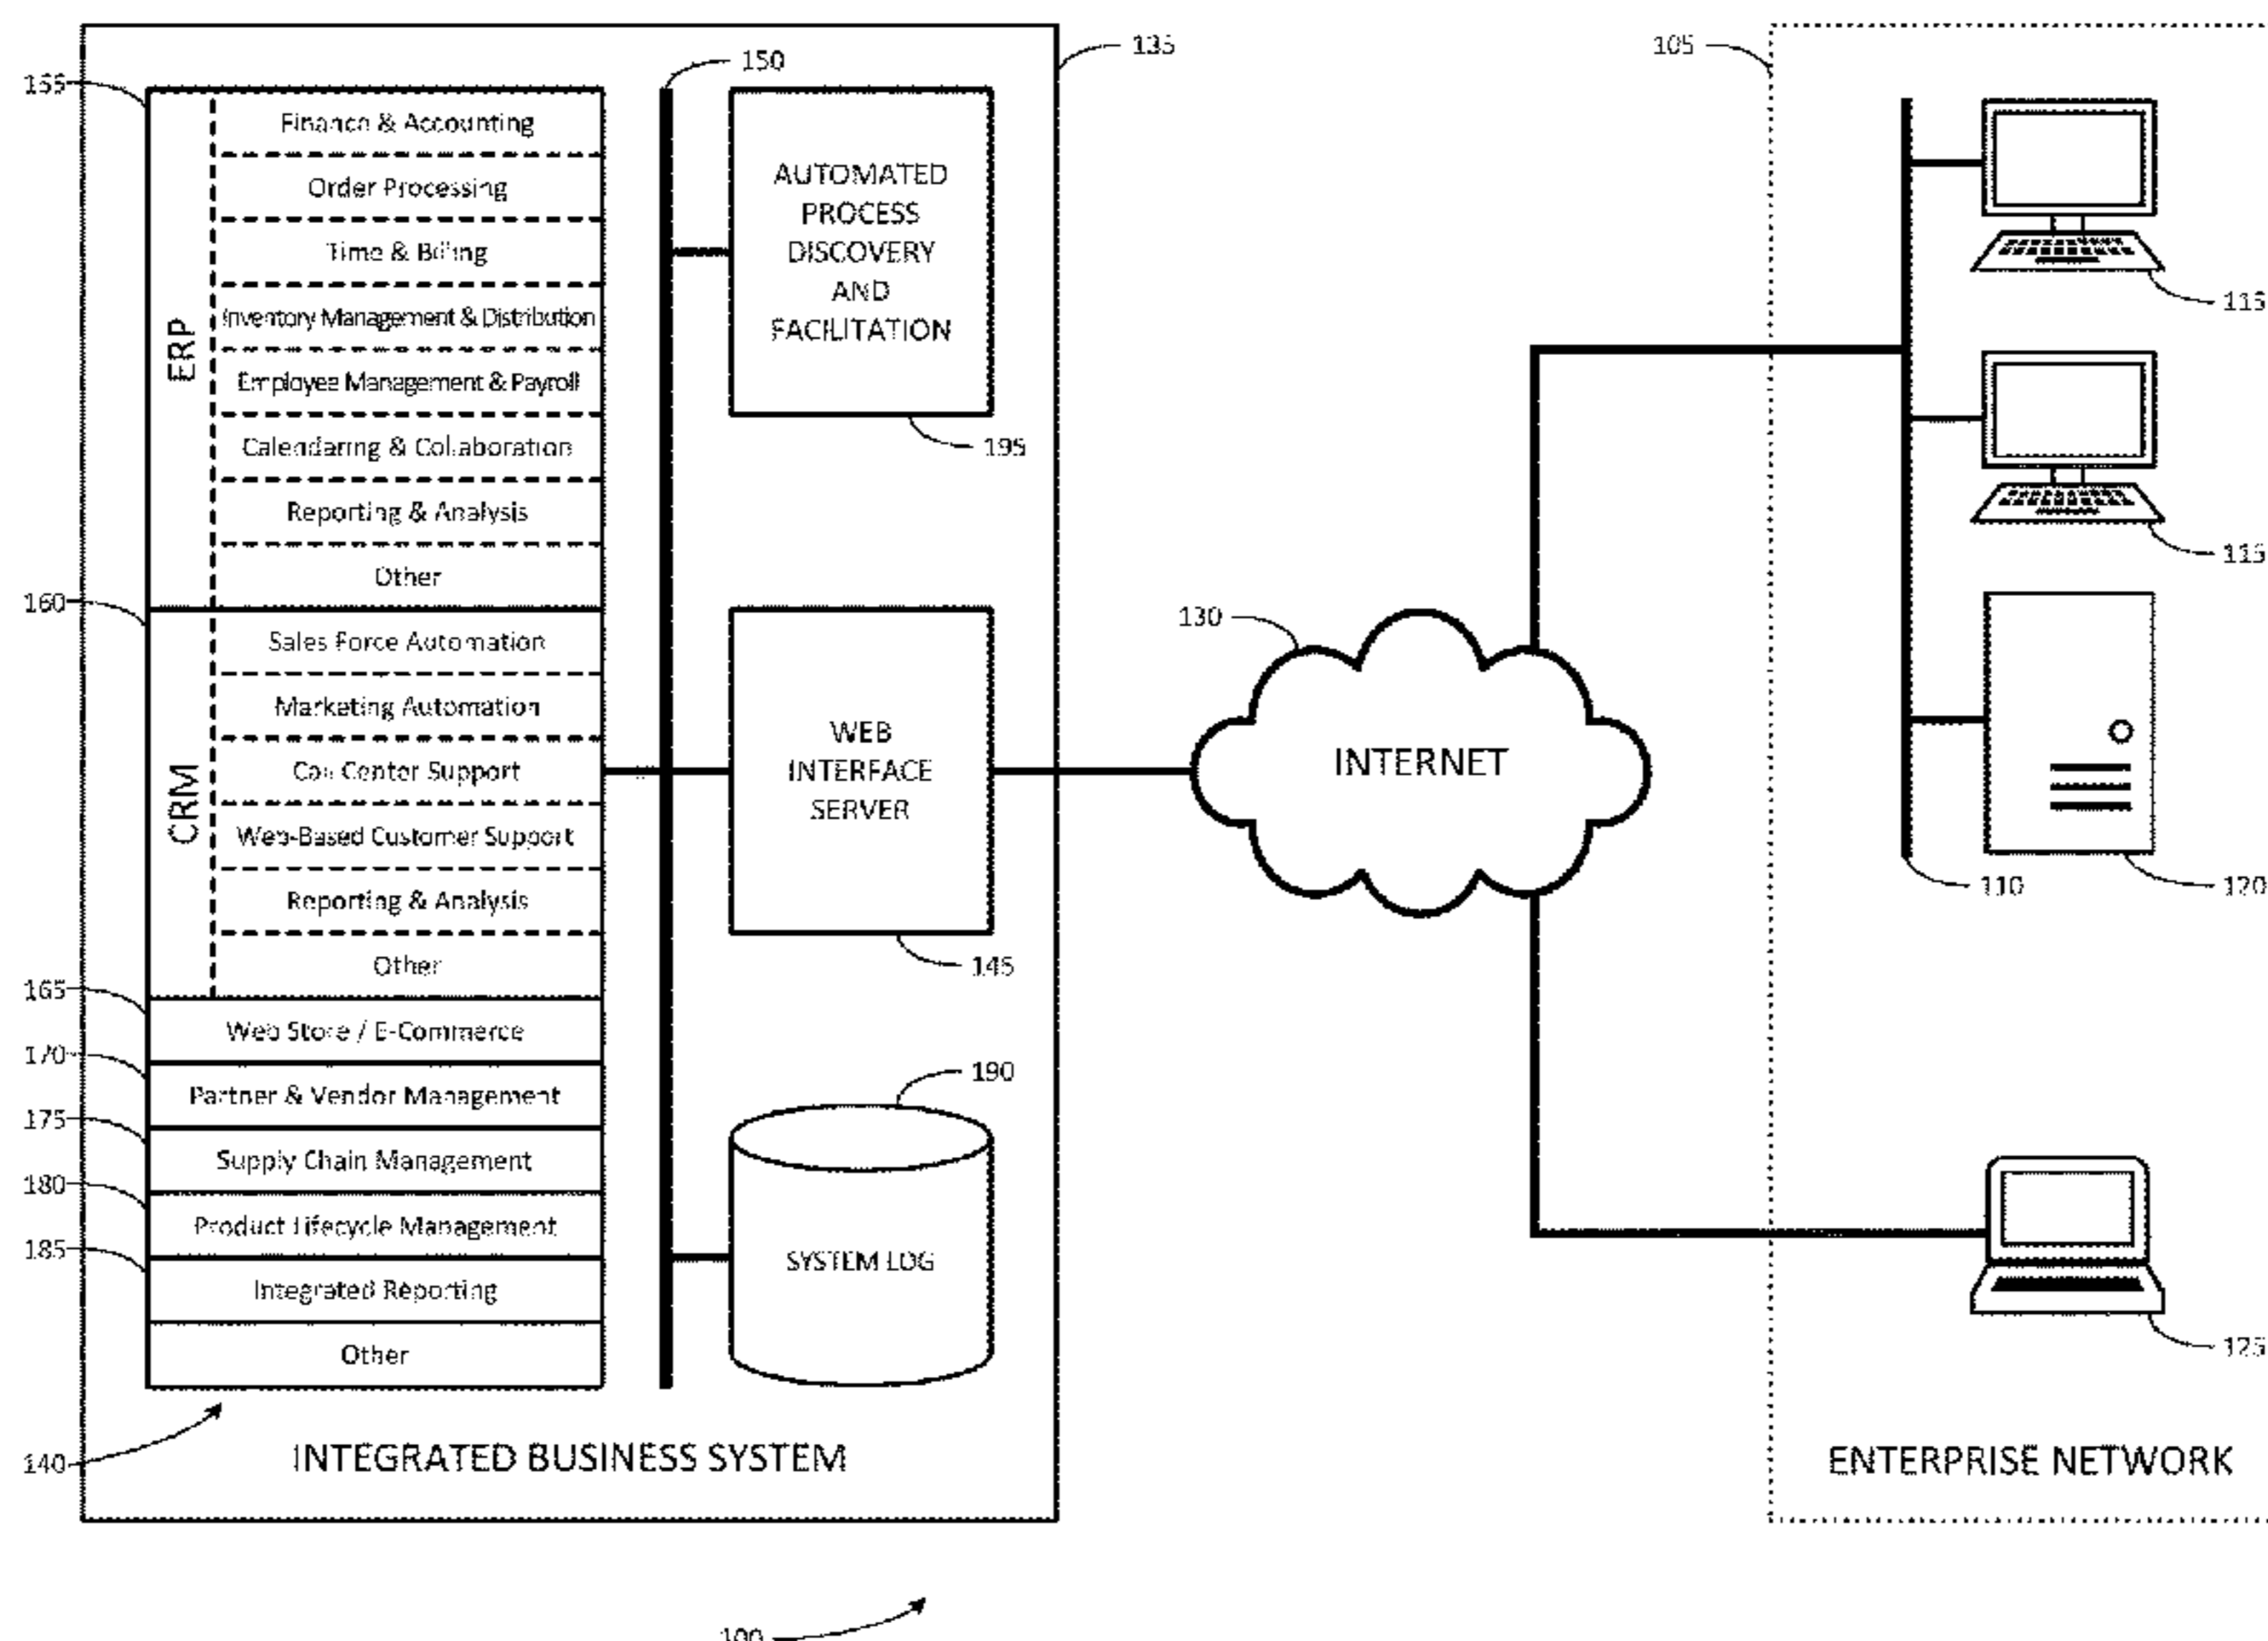 135
105
150
155
Finance & Accounting
Order Processing
Time & Billing
Inventory Management & Distribution
Employee Management & Payroll
Calendaring & Collaboration
Reporting & Analysis
Other
ERP
160
Sales Force Automation
Marketing Automation
Call Center Support
Web-Based Customer Support
Reporting & Analysis
Other
CRM
165
Web Store / E-Commerce
170
Partner & Vendor Management
175
Supply Chain Management
180
Product Lifecycle Management
185
Integrated Reporting
Other
140
AUTOMATED
PROCESS
DISCOVERY
AND
FACILITATION
195
WEB
INTERFACE
SERVER
145
190
SYSTEM LOG
INTEGRATED BUSINESS SYSTEM
130
INTERNET
115
115
110
120
125
ENTERPRISE NETWORK
100